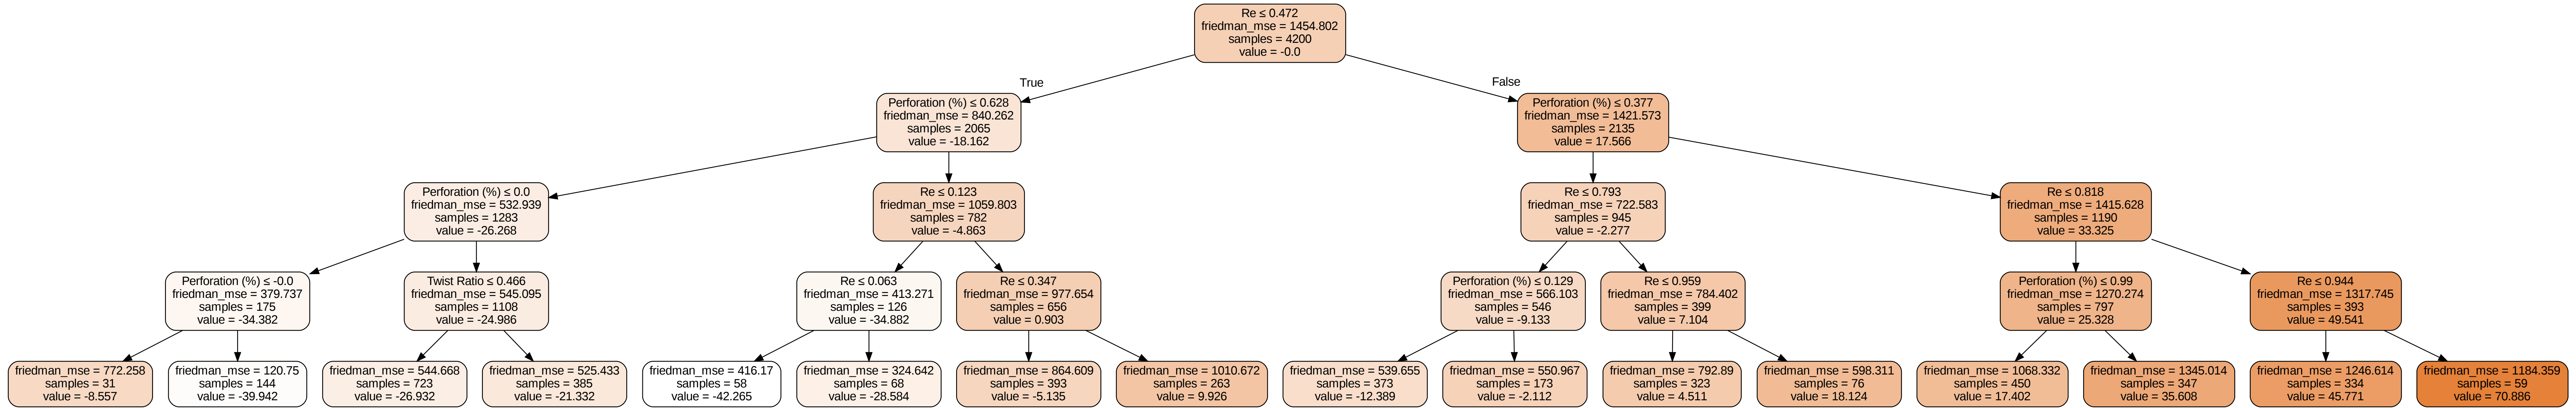 Re ≤ 0.472
friedman_mse = 1454.802
samples = 4200
value = -0.0
True
False
Perforation (%) ≤ 0.628
friedman_mse = 840.262
samples = 2065
value = -18.162
Perforation (%) ≤ 0.377
friedman_mse = 1421.573
samples = 2135
value = 17.566
Perforation (%) ≤ 0.0
friedman_mse = 532.939
samples = 1283
value = -26.268
Re ≤ 0.123
friedman_mse = 1059.803
samples = 782
value = -4.863
Re ≤ 0.793
friedman_mse = 722.583
samples = 945
value = -2.277
Re ≤ 0.818
friedman_mse = 1415.628
samples = 1190
value = 33.325
Perforation (%) ≤ -0.0
friedman_mse = 379.737
samples = 175
value = -34.382
Twist Ratio ≤ 0.466
friedman_mse = 545.095
samples = 1108
value = -24.986
Re ≤ 0.063
friedman_mse = 413.271
samples = 126
value = -34.882
Re ≤ 0.347
friedman_mse = 977.654
samples = 656
value = 0.903
Perforation (%) ≤ 0.129
friedman_mse = 566.103
samples = 546
value = -9.133
Re ≤ 0.959
friedman_mse = 784.402
samples = 399
value = 7.104
Perforation (%) ≤ 0.99
friedman_mse = 1270.274
samples = 797
value = 25.328
Re ≤ 0.944
friedman_mse = 1317.745
samples = 393
value = 49.541
friedman_mse = 772.258
samples = 31
value = -8.557
friedman_mse = 120.75
samples = 144
value = -39.942
friedman_mse = 544.668
samples = 723
value = -26.932
friedman_mse = 525.433
samples = 385
value = -21.332
friedman_mse = 416.17
samples = 58
value = -42.265
friedman_mse = 324.642
samples = 68
value = -28.584
friedman_mse = 864.609
samples = 393
value = -5.135
friedman_mse = 1010.672
samples = 263
value = 9.926
friedman_mse = 539.655
samples = 373
value = -12.389
friedman_mse = 550.967
samples = 173
value = -2.112
friedman_mse = 792.89
samples = 323
value = 4.511
friedman_mse = 598.311
samples = 76
value = 18.124
friedman_mse = 1068.332
samples = 450
value = 17.402
friedman_mse = 1345.014
samples = 347
value = 35.608
friedman_mse = 1246.614
samples = 334
value = 45.771
friedman_mse = 1184.359
samples = 59
value = 70.886